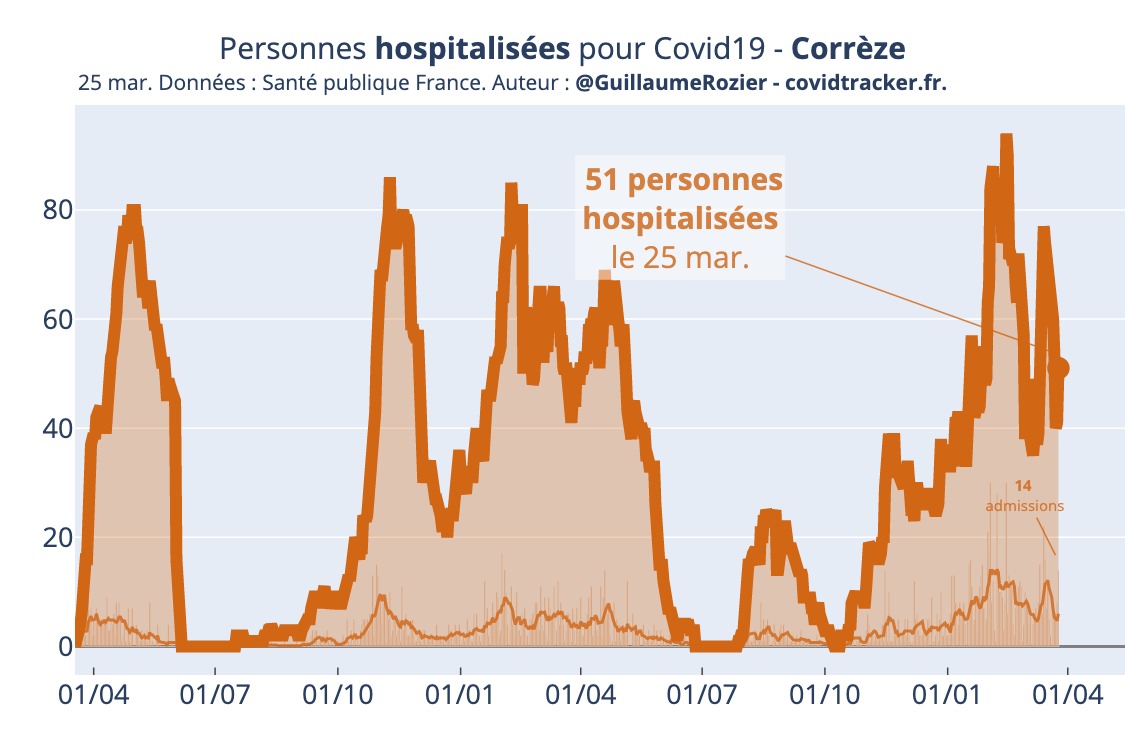 Personnes hospitalisées pour Covid19 - Corrèze
25 mar. Données : Santé publique France. Auteur : @GuillaumeRozier - covidtracker.fr.
51 personnes
hospitalisées
le 25 mar.
80
60
40
20
0
14
admissions
01/04 01/07 01/10 01/01 01/04 01/07 01/10 01/01 01/04